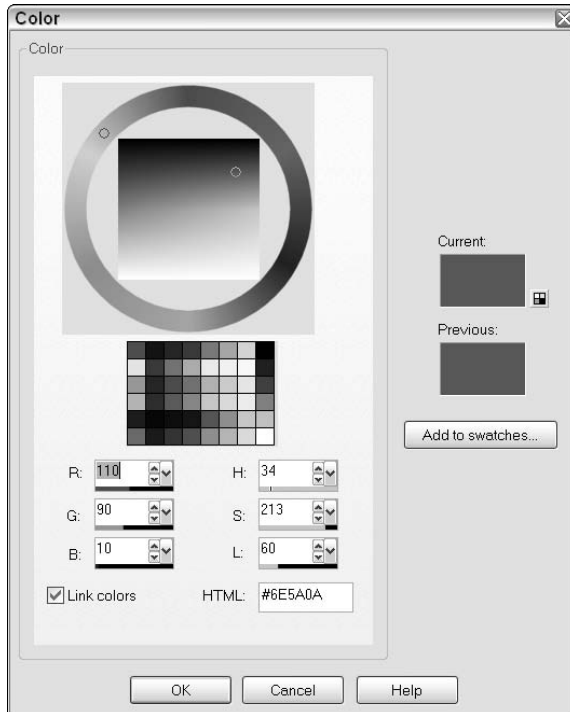 Color
Color
Current:
Previous:
Add to swatches...
R: 110 H: 34
G: 90 S: 213
B: 10 L: 60
Link colors HTML: #6E5A0A
OK Cancel Help